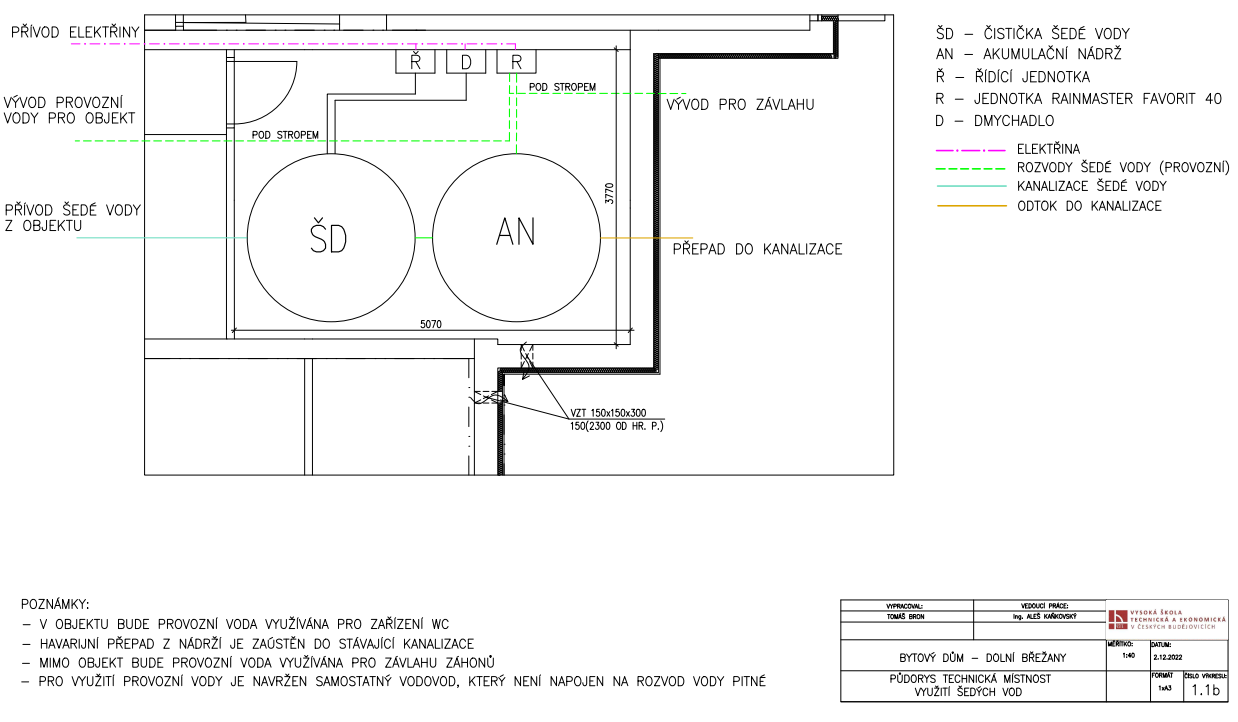 PŘÍVOD ELEKTŘINY
Ř
D
R
POD STROPEM
VÝVOD PROVOZNÍ
VODY PRO OBJEKT
VÝVOD PRO ZÁVLAHU
POD STROPEM
PŘÍVOD ŠEDÉ VODY
Z OBJEKTU
ŠD
AN
3770
PŘEPAD DO KANALIZACE
5070
VZT 150x150x300
150(2300 OD HR. P.)
ŠD – ČISTIČKA ŠEDÉ VODY
AN – AKUMULAČNÍ NÁDRŽ
Ř – ŘÍDÍCÍ JEDNOTKA
R – JEDNOTKA RAINMASTER FAVORIT 40
D – DMYCHADLO
ELEKTŘINA
ROZVODY ŠEDÉ VODY (PROVOZNÍ)
KANALIZACE ŠEDÉ VODY
ODTOK DO KANALIZACE
POZNÁMKY:
– V OBJEKTU BUDE PROVOZNÍ VODA VYUŽÍVÁNA PRO ZAŘÍZENÍ WC
– HAVARIJNÍ PŘEPAD Z NÁDRŽÍ JE ZAÚSTĚN DO STÁVAJÍCÍ KANALIZACE
– MIMO OBJEKT BUDE PROVOZNÍ VODA VYUŽÍVÁNA PRO ZÁVLAHU ZÁHONŮ
– PRO VYUŽITÍ PROVOZNÍ VODY JE NAVRŽEN SAMOSTATNÝ VODOVOD, KTERÝ NENÍ NAPOJEN NA ROZVOD VODY PITNÉ
VYPRACOVAL:
TOMÁŠ BRON
VEDOUCÍ PRÁCE:
Ing. ALEŠ KAŇKOVSKÝ
VYSOKÁ ŠKOLA
TECHNICKÁ A EKONOMICKÁ
V ČESKÝCH BUDĚJOVICÍCH
BYTOVÝ DŮM – DOLNÍ BŘEŽANY
MĚŘÍTKO:
1:40
DATUM:
2.12.2022
PŮDORYS TECHNICKÁ MÍSTNOST
VYUŽITÍ ŠEDÝCH VOD
FORMÁT
1xA3
ČÍSLO VÝKRESU:
1.1b